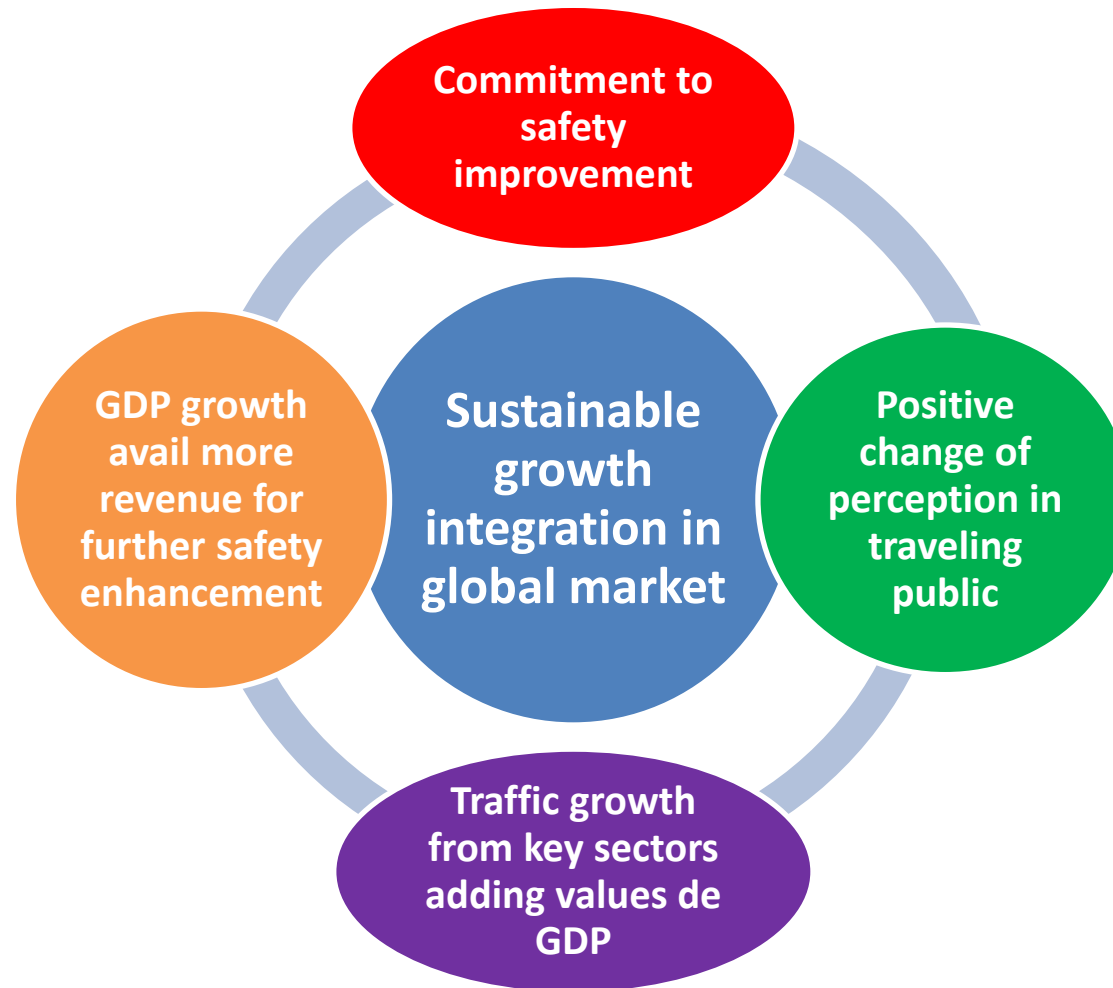 Commitment to
safety
improvement
Sustainable
growth
integration in
global market
GDP growth
avail more
revenue for
further safety
enhancement
Positive
change of
perception in
traveling
public
Traffic growth
from key sectors
adding values de
GDP